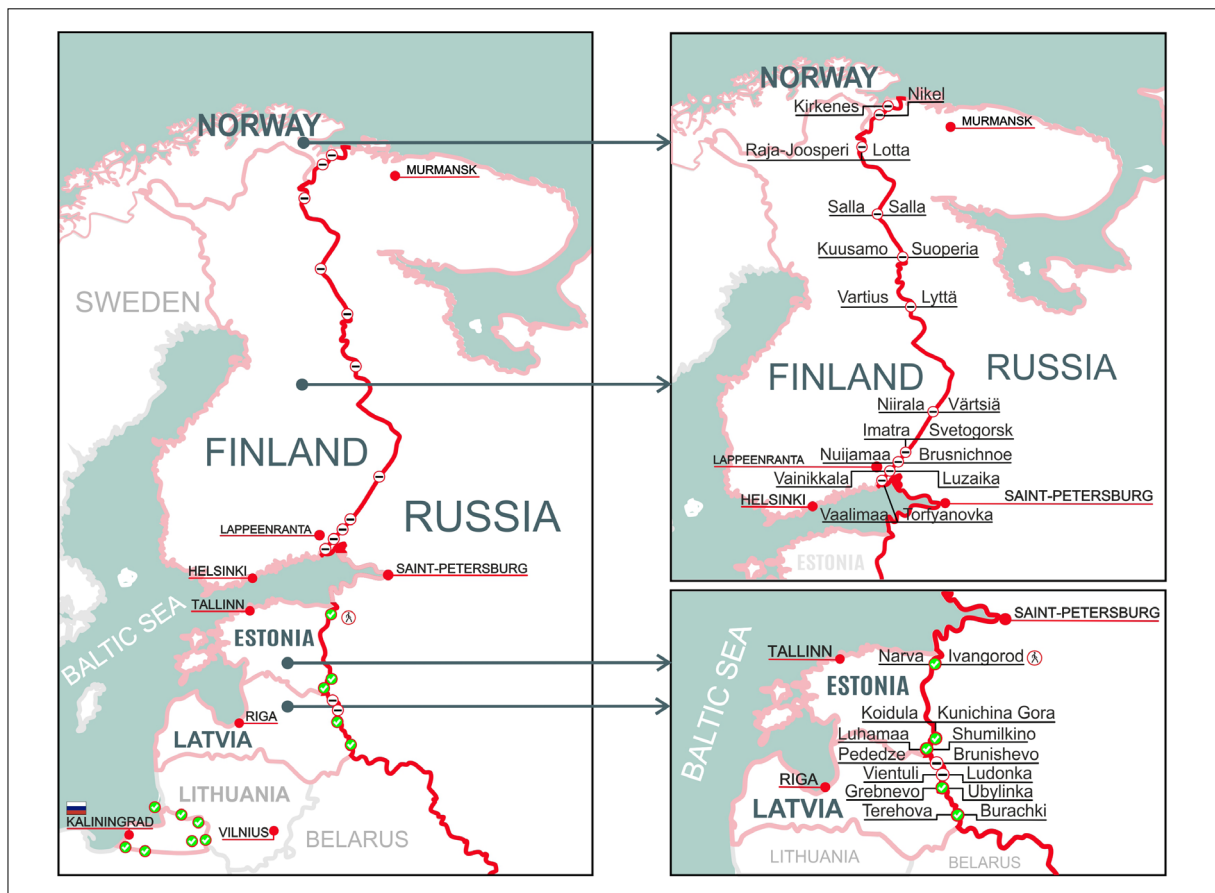 NORWAY
MURMANSK
SWEDEN
FINLAND
RUSSIA
LAPPEENRANTA
HELSINKI
SAINT-PETERSBURG
TALLINN
BALTIC SEA
ESTONIA
RIGA
LATVIA
LITHUANIA
KALININGRAD
VILNIUS
BELARUS
NORWAY
Kirkenes Nikel
MURMANSK
Raja-Joosperi Lotta
Salla Salla
Kuusamo Suoperia
Vartius Lyttä
FINLAND RUSSIA
Niirala Värtsiä
Imatra Svetogorsk
Nuijamaa Brusnichnoe
LAPPEENRANTA
Vainikkala Luzaika
HELSINKI SAINT-PETERSBURG
Vaalimaa Torfyanovka
ESTONIA
SAINT-PETERSBURG
BALTIC SEA
TALLINN
Narva Ivangorod
ESTONIA
Koidula Kunichina Gora
Luhamaa Shumilkino
Pededze Brunishevo
Vientuli Ludonka
RIGA
Grebnevo Ubylinka
LATVIA
Terehova Burachki
LITHUANIA
BELARUS